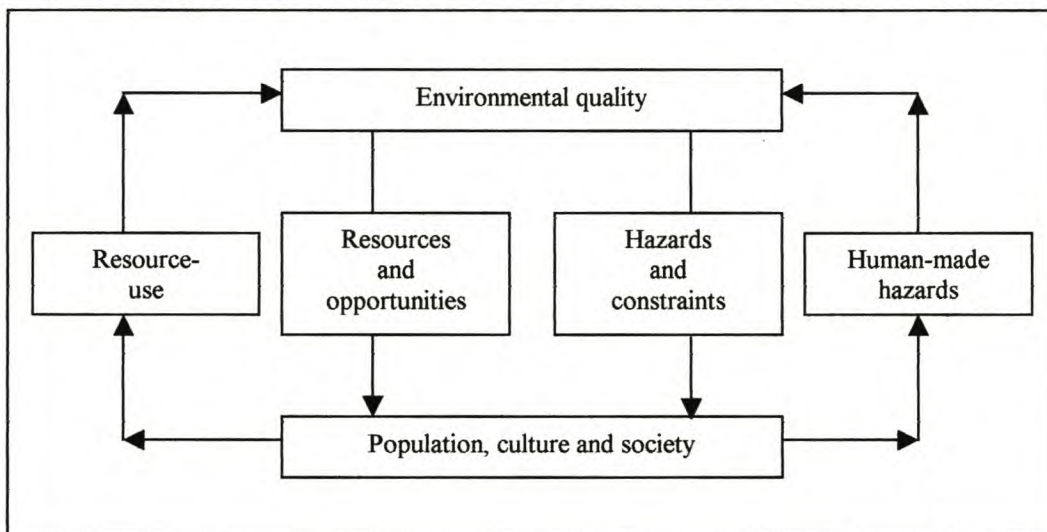 Environmental quality
Resource-
use
Resources
and
opportunities
Hazards
and
constraints
Human-made
hazards
Population, culture and society